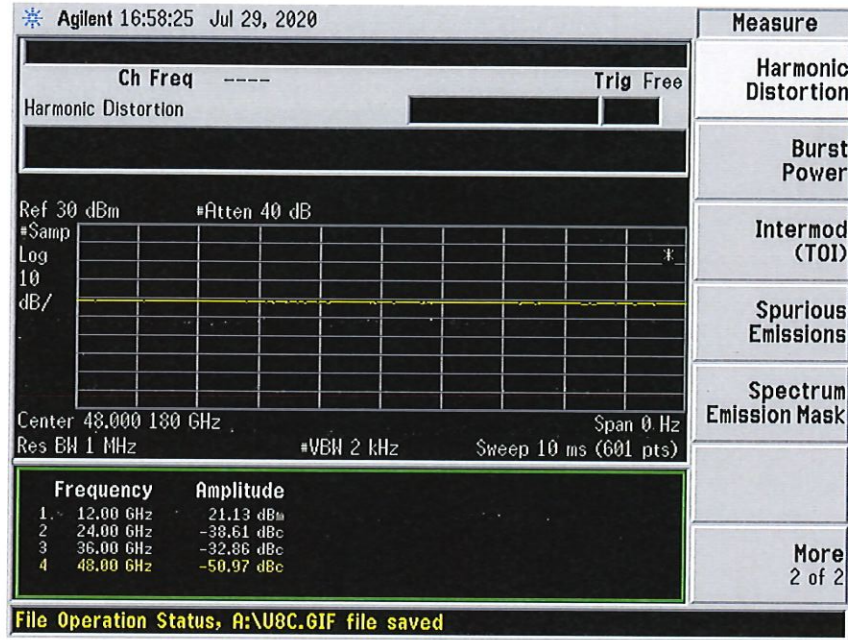 Agilent 16:58:25 Jul 29, 2020
Measure
Ch Freq ---- Trig Free
Harmonic Distortion
Harmonic
Distortion
Burst
Power
Ref 30 dBm #Atten 40 dB
#Samp
Log
10
dB/
*
Intermod
(TOI)
Spurious
Emissions
Spectrum
Emission Mask
Center 48.000 180 GHz Span 0 Hz
Res BW 1 MHz #VBW 2 kHz Sweep 10 ms (601 pts)
Frequency Amplitude
1 12.00 GHz 21.13 dBm
2 24.00 GHz -38.61 dBc
3 36.00 GHz -32.86 dBc
4 48.00 GHz -50.97 dBc
More
2 of 2
File Operation Status, A:\U8C.GIF file saved